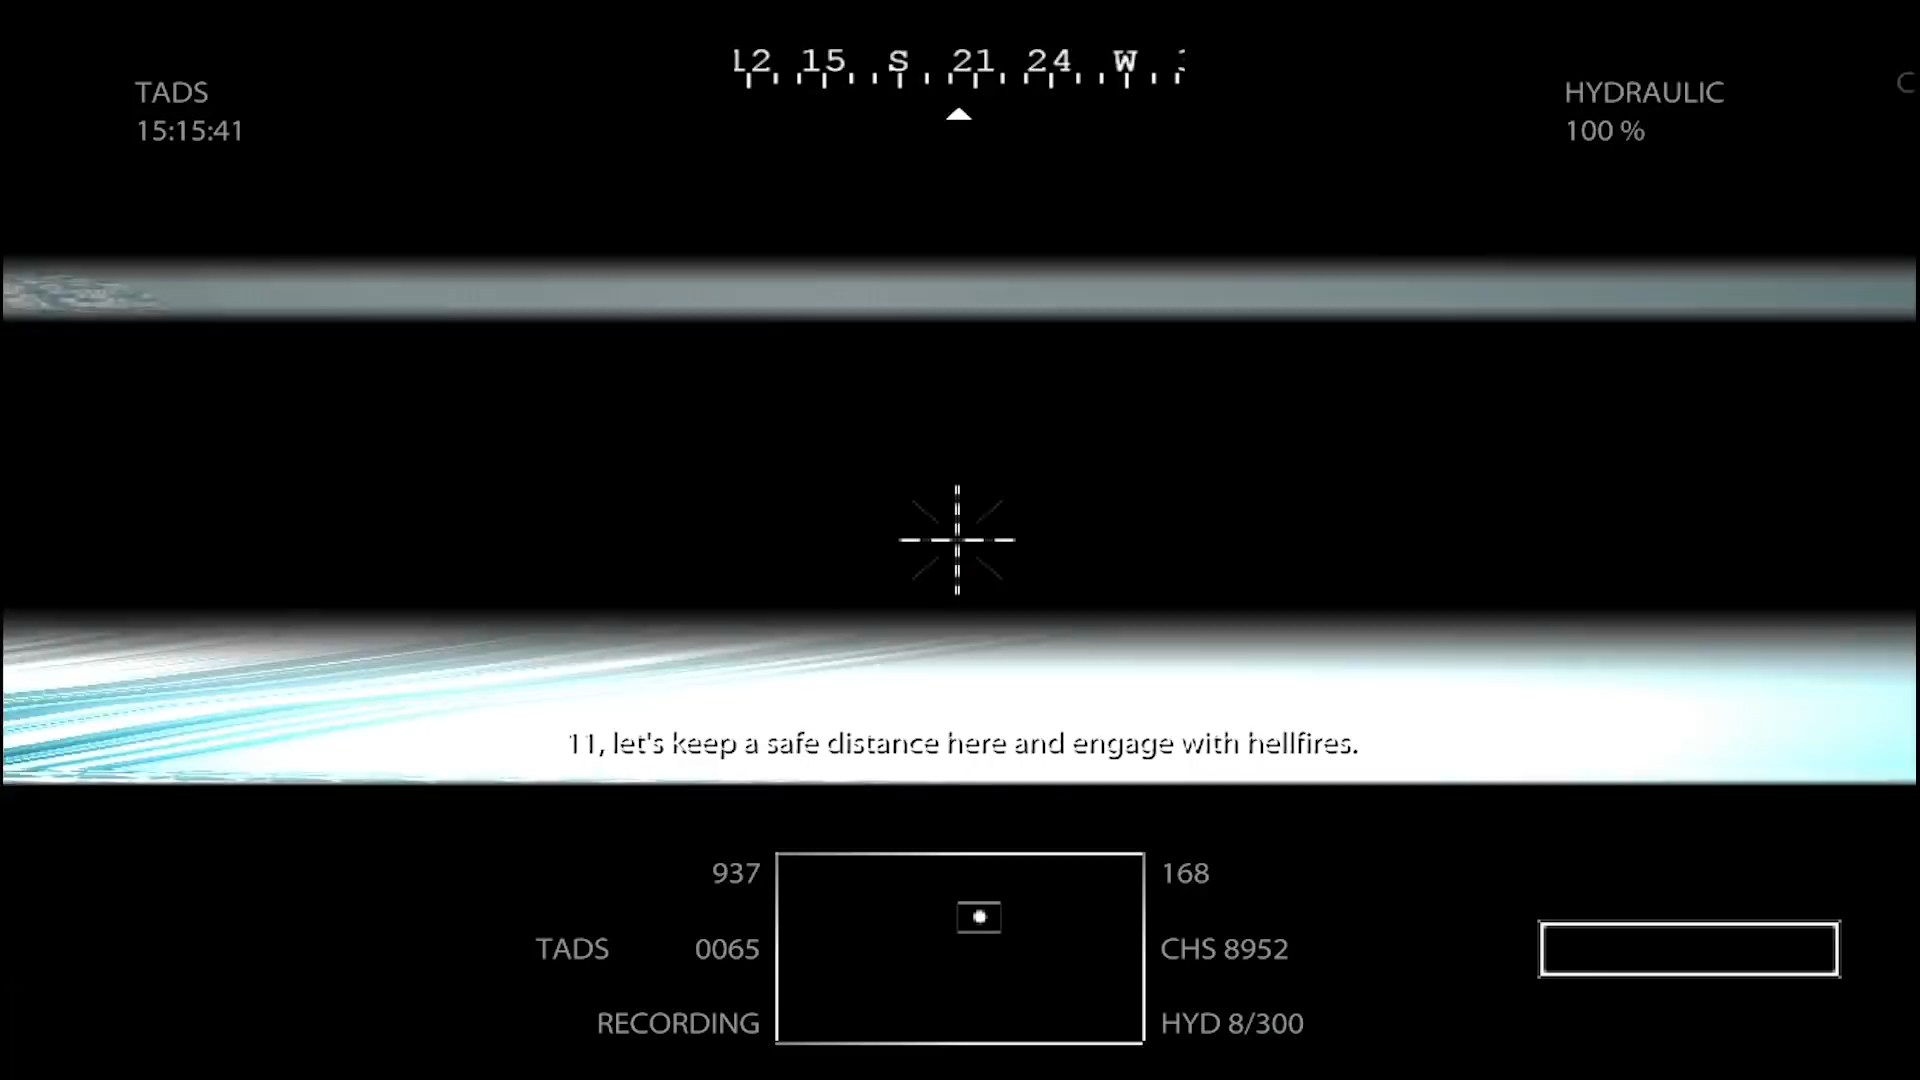 12 15 S 21 24 W
TADS
15:15:41
HYDRAULIC
100 %
11, let's keep a safe distance here and engage with hellfires.
937
168
TADS 0065
CHS 8952
RECORDING
HYD 8/300